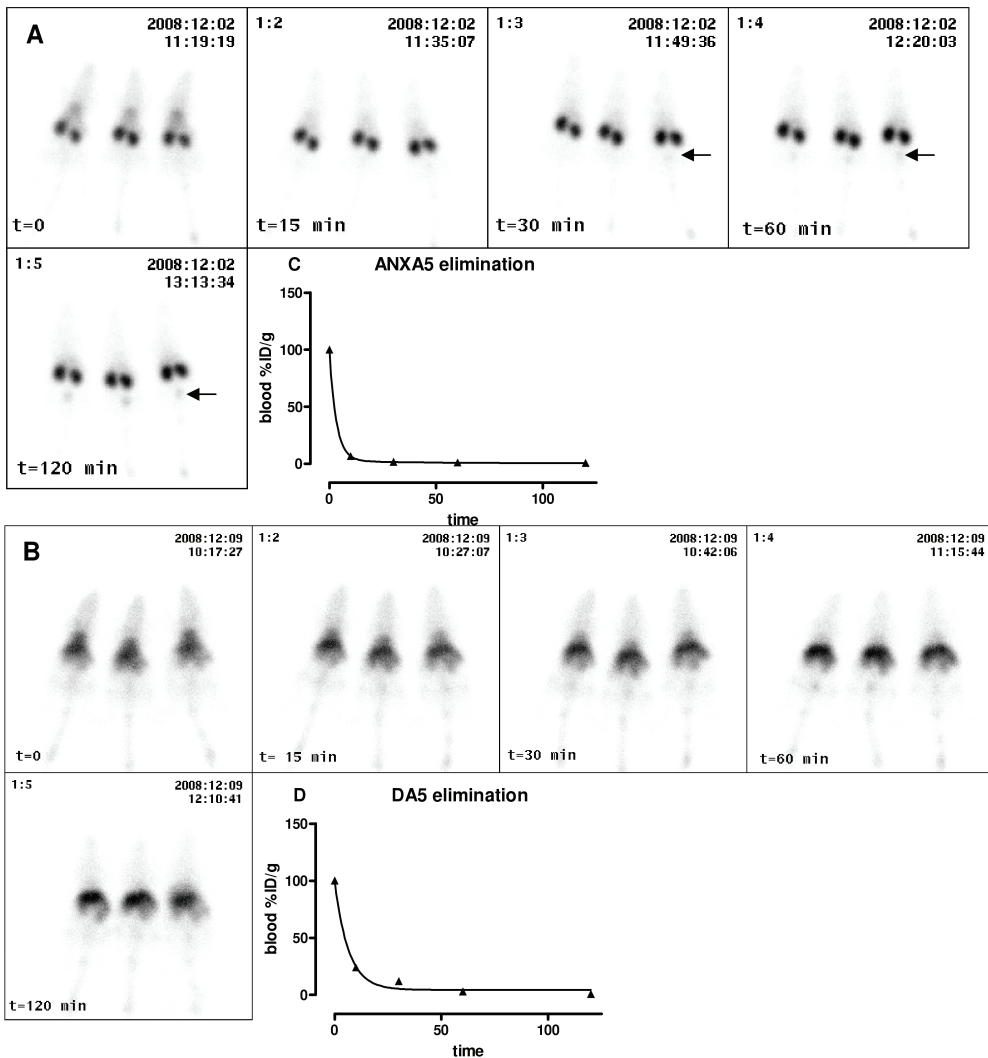 A
2008:12:02
11:19:19
t=0
1:2
2008:12:02
11:35:07
t=15 min
1:3
2008:12:02
11:49:36
t=30 min
1:4
2008:12:02
12:20:03
t=60 min
1:5
2008:12:02
13:13:34
t=120 min
C
ANXA5 elimination
blood %ID/g
150
100
50
0
0
50
100
time
B
2008:12:09
10:17:27
t=0
1:2
2008:12:09
10:27:07
t= 15 min
1:3
2008:12:09
10:42:06
t=30 min
1:4
2008:12:09
11:15:44
t=60 min
1:5
2008:12:09
12:10:41
t=120 min
D
DA5 elimination
blood %ID/g
150
100
50
0
0
50
100
time